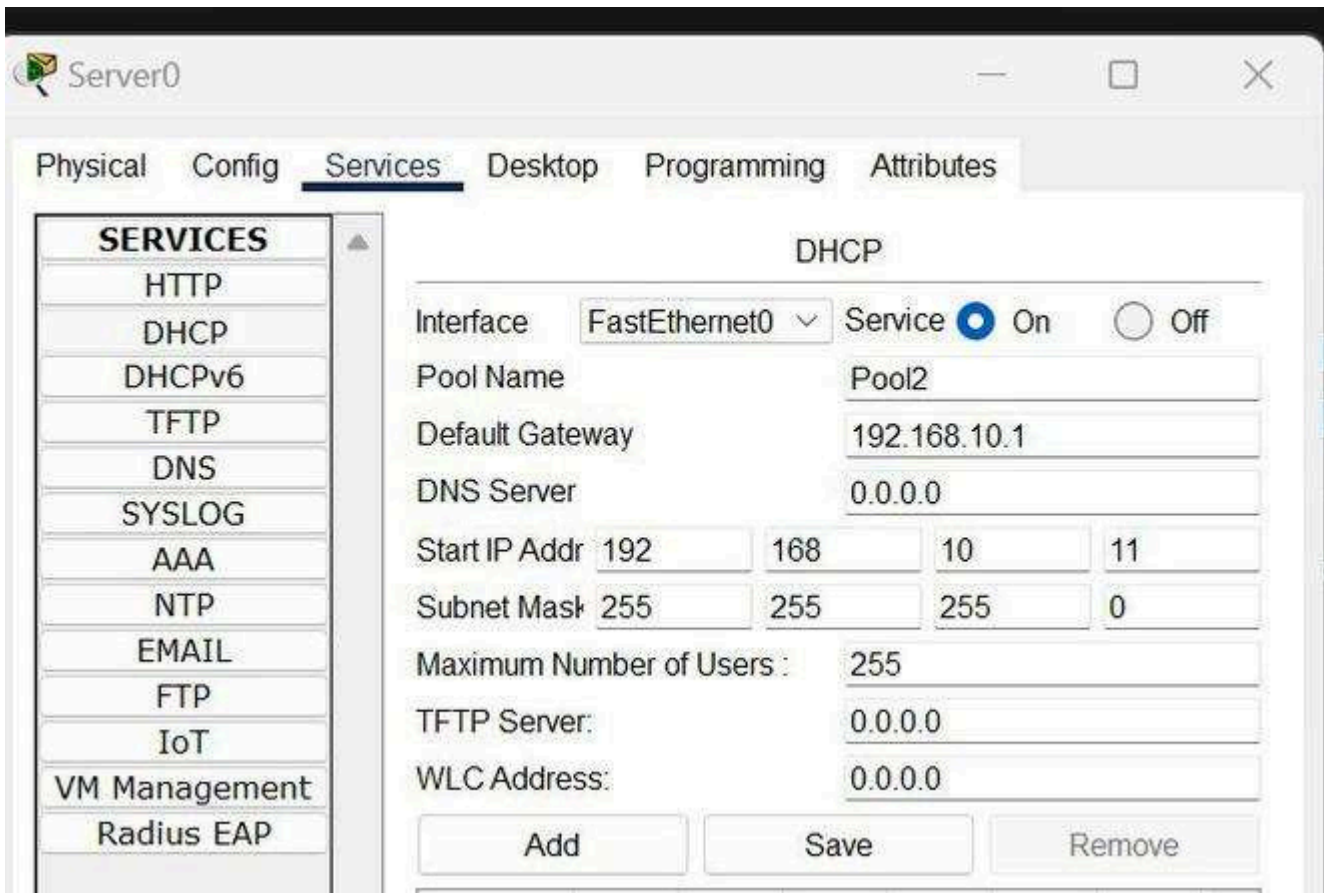 Server0
Physical Config Services Desktop Programming Attributes
SERVICES
HTTP
DHCP
DHCPv6
TFTP
DNS
SYSLOG
AAA
NTP
EMAIL
FTP
IoT
VM Management
Radius EAP
DHCP
Interface FastEthernet0 Service On Off
Pool Name Pool2
Default Gateway 192.168.10.1
DNS Server 0.0.0.0
Start IP Addr 192 168 10 11
Subnet Mask 255 255 255 0
Maximum Number of Users : 255
TFTP Server: 0.0.0.0
WLC Address: 0.0.0.0
Add Save Remove